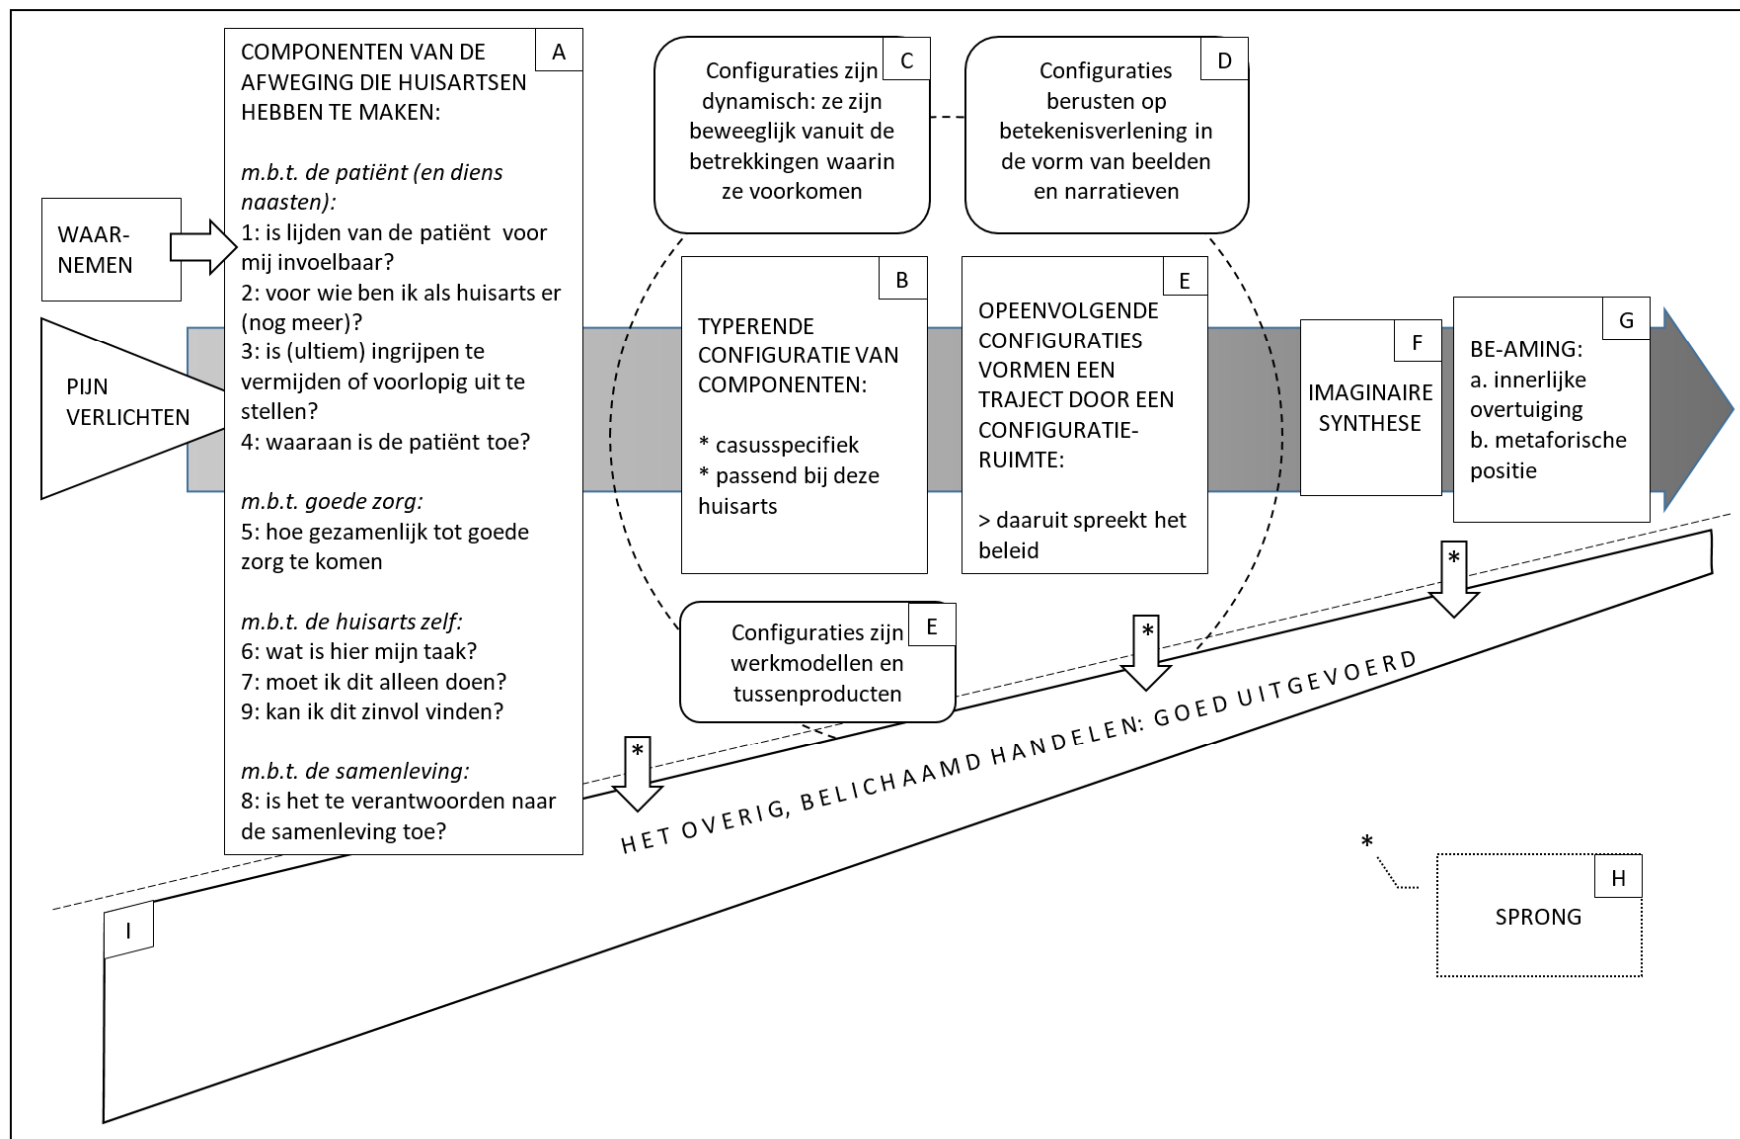 WAAR-
NEMEN
PIJN
VERLICHTEN
A
COMPONENTEN VAN DE
AFWEGING DIE HUISARTSEN
HEBBEN TE MAKEN:
m.b.t. de patiënt (en diens
naasten):
1: is lijden van de patiënt voor
mij invoelbaar?
2: voor wie ben ik als huisarts er
(nog meer)?
3: is (ultiem) ingrijpen te
vermijden of voorlopig uit te
stellen?
4: waaraan is de patiënt toe?
m.b.t. goede zorg:
5: hoe gezamenlijk tot goede
zorg te komen
m.b.t. de huisarts zelf:
6: wat is hier mijn taak?
7: moet ik dit alleen doen?
9: kan ik dit zinvol vinden?
m.b.t. de samenleving:
8: is het te verantwoorden naar
de samenleving toe?
C
Configuraties zijn
dynamisch: ze zijn
beweeglijk vanuit de
betrekkingen waarin
ze voorkomen
D
Configuraties
berusten op
betekenisverlening in
de vorm van beelden
en narratieven
B
TYPERENDE
CONFIGURATIE VAN
COMPONENTEN:
* casusspecifiek
* passend bij deze
huisarts
E
OPEENVOLGENDE
CONFIGURATIES
VORMEN EEN
TRAJECT DOOR EEN
CONFIGURATIE-
RUIMTE:
> daaruit spreekt het
beleid
F
IMAGINAIRE
SYNTHESE
G
BE-AMING:
a. innerlijke
overtuiging
b. metaforische
positie
E
Configuraties zijn
werkmodellen en
tussenproducten
*
*
*
HET OVERIG, BELICHAAMD HANDELEN: GOED UITGEVOERD
I
*
H
SPRONG